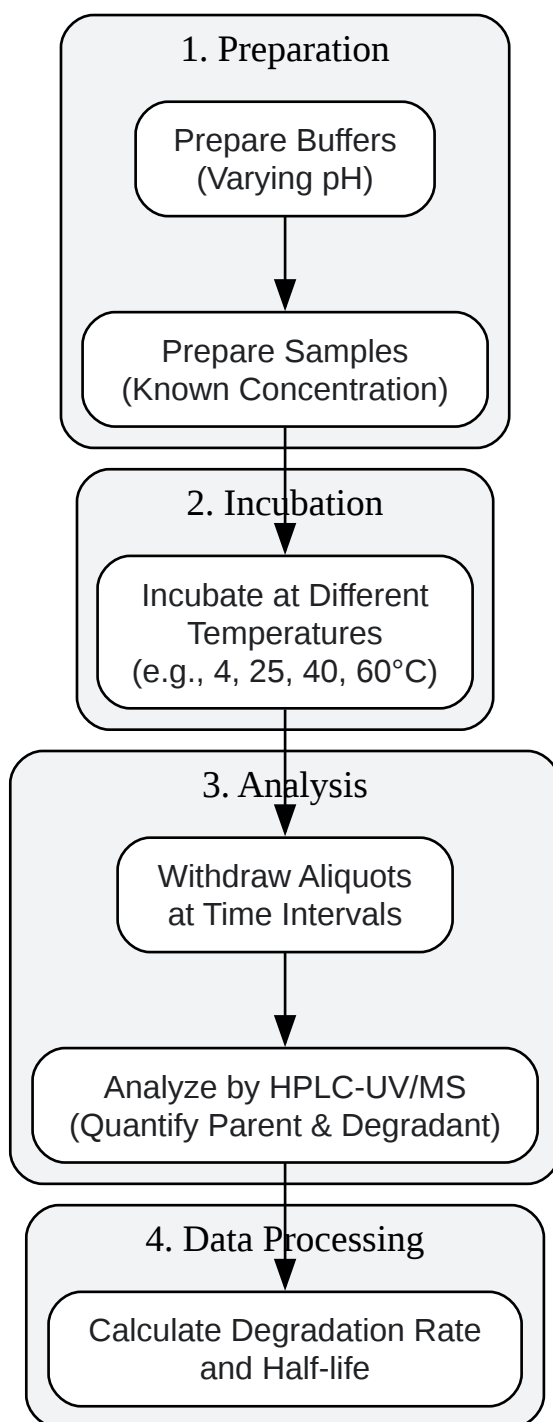 1. Preparation
Prepare Buffers
(Varying pH)
Prepare Samples
(Known Concentration)
2. Incubation
Incubate at Different
Temperatures
(e.g., 4, 25, 40, 60°C)
3. Analysis
Withdraw Aliquots
at Time Intervals
Analyze by HPLC-UV/MS
(Quantify Parent & Degradant)
4. Data Processing
Calculate Degradation Rate
and Half-life